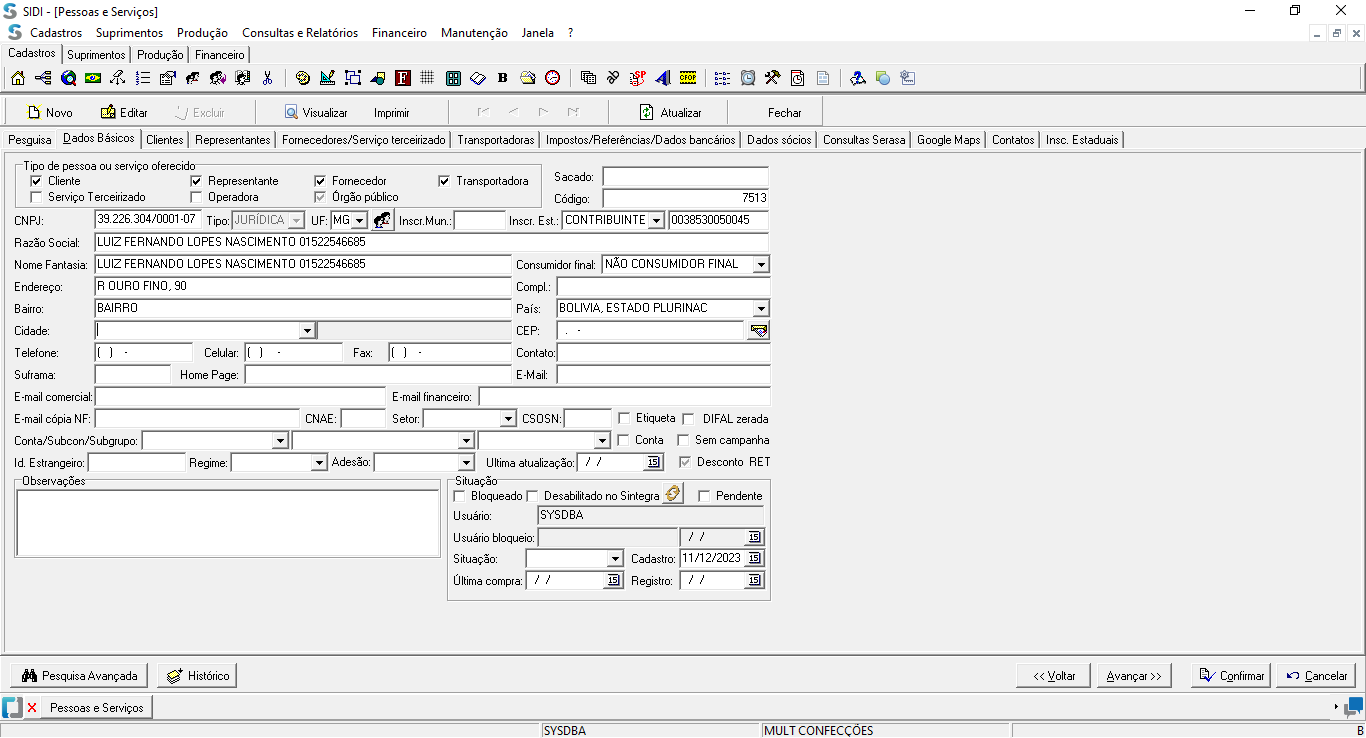 SIDI - [Pessoas e Serviços]
Cadastros Suprimentos Produção Consultas e Relatórios Financeiro Manutenção Janela ?
Cadastros Suprimentos Produção Financeiro
Novo Editar Excluir Visualizar Imprimir Atualizar Fechar
Pesquisa Dados Básicos Clientes Representantes Fornecedores/Serviço terceirizado Transportadoras Impostos/Referências/Dados bancários Dados sócios Consultas Serasa Google Maps Contatos Insc. Estaduais
Tipo de pessoa ou serviço oferecido
Cliente Representante Fornecedor Transportadora Sacado:
Serviço Terceirizado Operadora Órgão público Código: 7513
CNPJ: 39.226.304/0001-07 Tipo: JURÍDICA UF: MG Inscr.Mun.: Inscr. Est.: CONTRIBUINTE 0038530050045
Razão Social: LUIZ FERNANDO LOPES NASCIMENTO 01522546685
Nome Fantasia: LUIZ FERNANDO LOPES NASCIMENTO 01522546685 Consumidor final: NÃO CONSUMIDOR FINAL
Endereço: R OURO FINO, 90 Compl.:
Bairro: BAIRRO País: BOLIVIA, ESTADO PLURINAC
Cidade: CEP: . -
Telefone: ( ) - Celular: ( ) - Fax: ( ) - Contato:
Suframa: Home Page: E-Mail:
E-mail comercial: E-mail financeiro:
E-mail cópia NF: CNAE: Setor: CSOSN: Etiqueta DIFAL zerada
Conta/Subcon/Subgrupo: Conta Sem campanha
Id. Estrangeiro: Regime: Adesão: Ultima atualização: / / 15 Desconto RET
Observações Situação
Bloqueado Desabilitado no Sintegra Pendente
Usuário: SYSDBA
Usuário bloqueio: / / 15
Situação: Cadastro: 11/12/2023 15
Última compra: / / 15 Registro: / / 15
Pesquisa Avançada Histórico << Voltar Avançar >> Confirmar Cancelar
Pessoas e Serviços
SYSDBA MULT CONFECÇÕES B